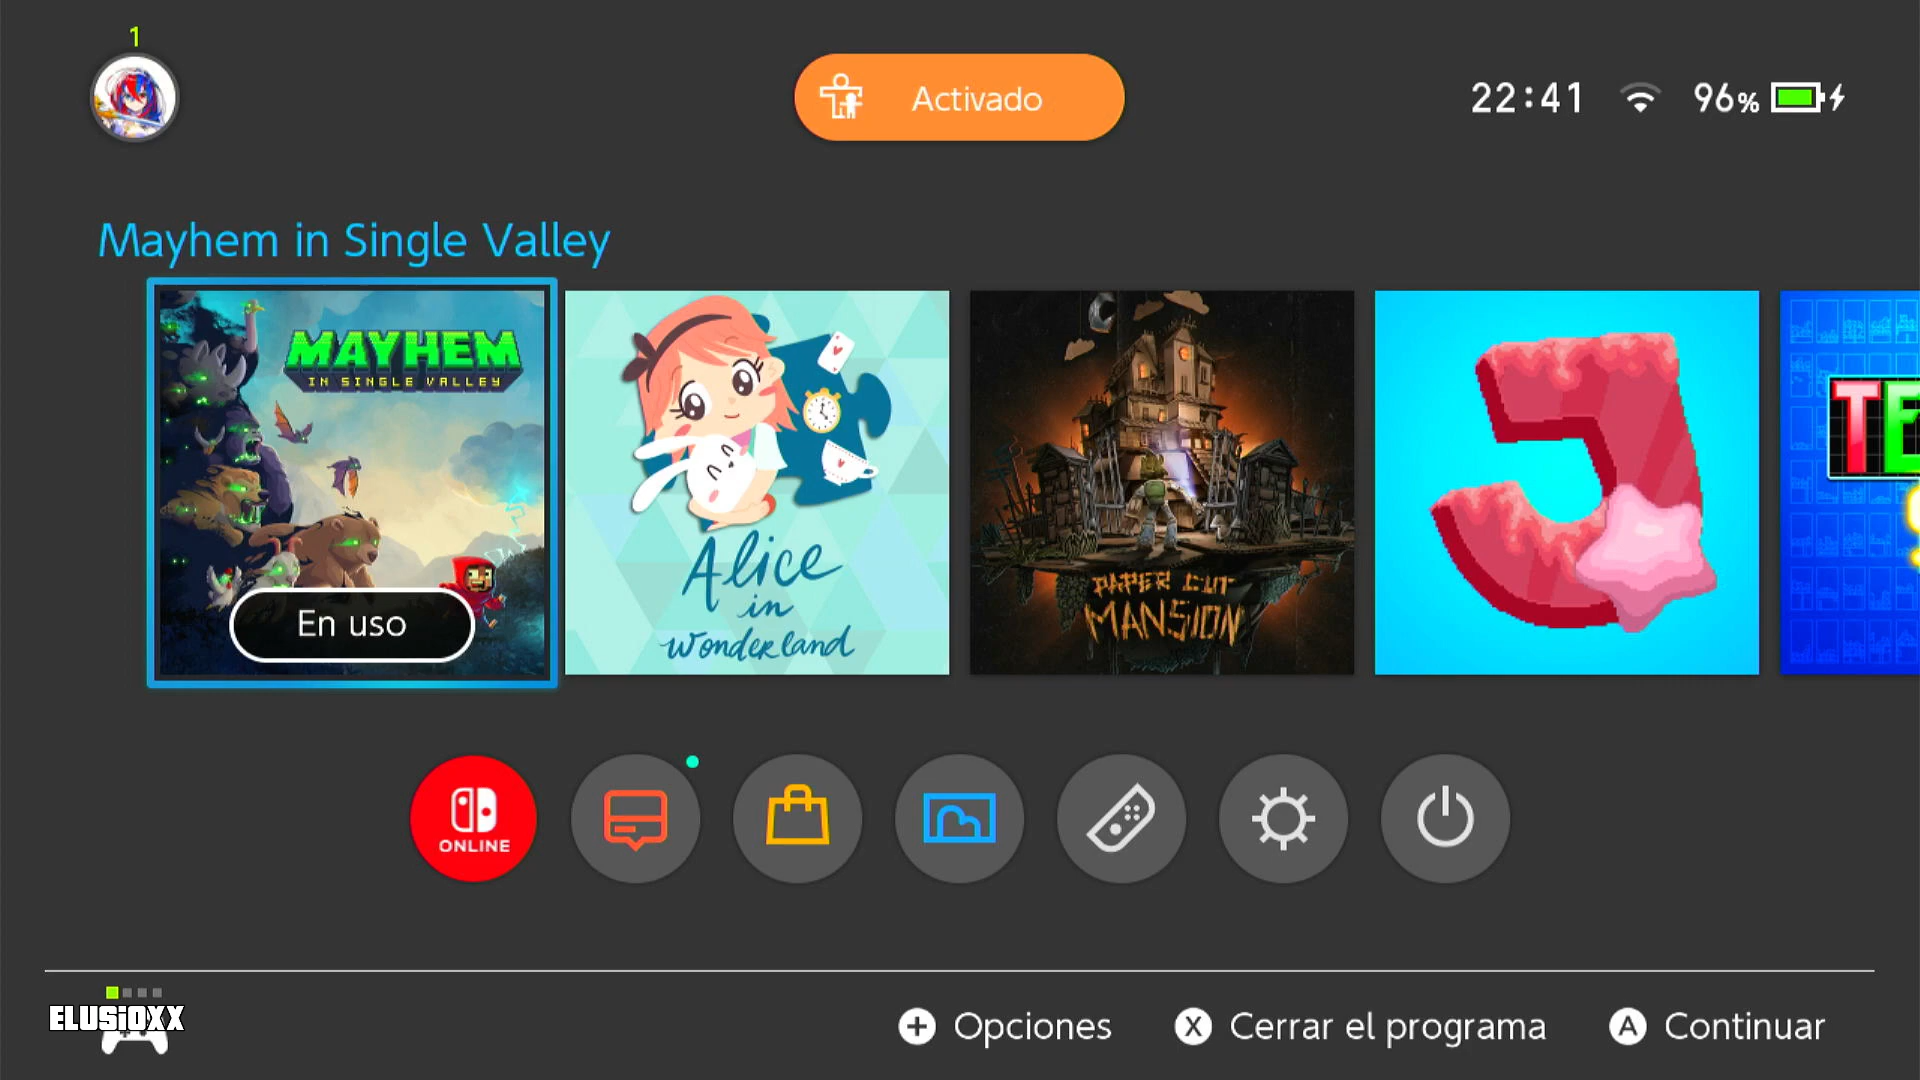 1
Activado
22:41
96%
Mayhem in Single Valley
MAYHEM
IN SINGLE VALLEY
En uso
Alice
in
wonderland
PAPER CUT
MANSION
J
TE
ONLINE
ELUSiOXX
+ Opciones
X Cerrar el programa
A Continuar